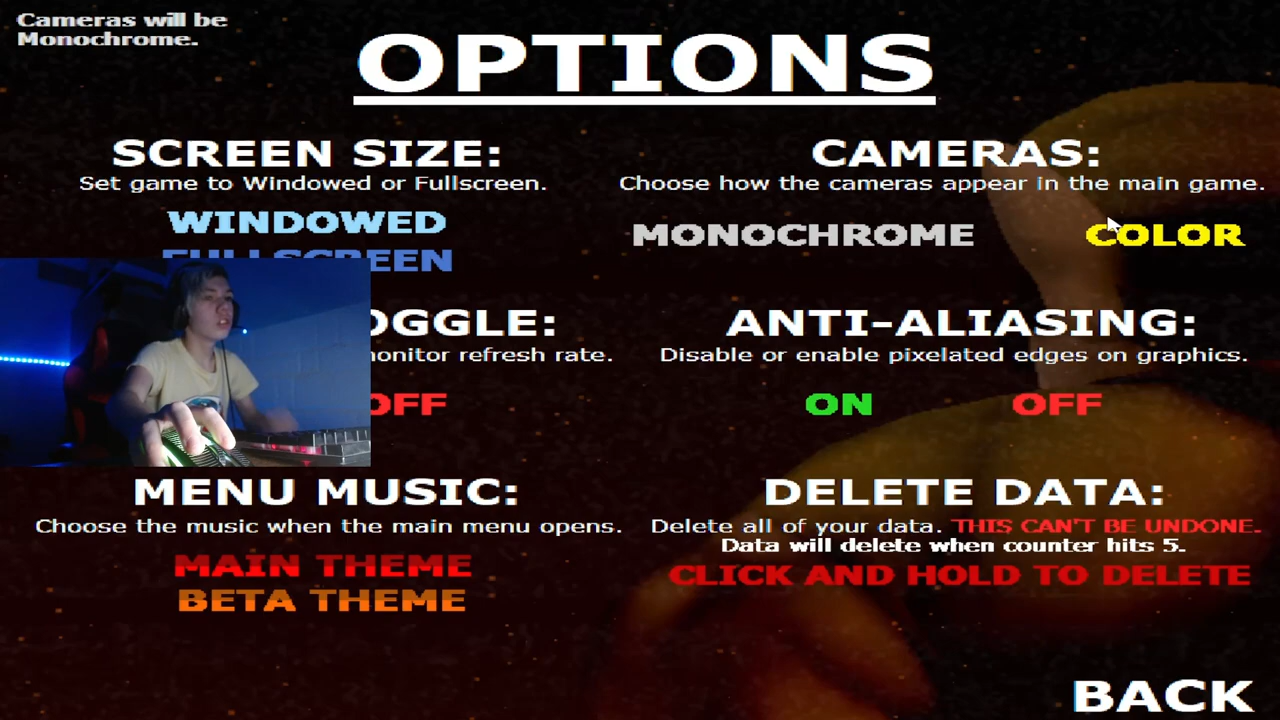 Cameras will be
Monochrome.
OPTIONS
SCREEN SIZE:
Set game to Windowed or Fullscreen.
WINDOWED
FULLSCREEN
CAMERAS:
Choose how the cameras appear in the main game.
MONOCHROME COLOR
OGGLE:
monitor refresh rate.
OFF
ANTI-ALIASING:
Disable or enable pixelated edges on graphics.
ON OFF
MENU MUSIC:
Choose the music when the main menu opens.
MAIN THEME
BETA THEME
DELETE DATA:
Delete all of your data. THIS CAN'T BE UNDONE.
Data will delete when counter hits 5.
CLICK AND HOLD TO DELETE
BACK